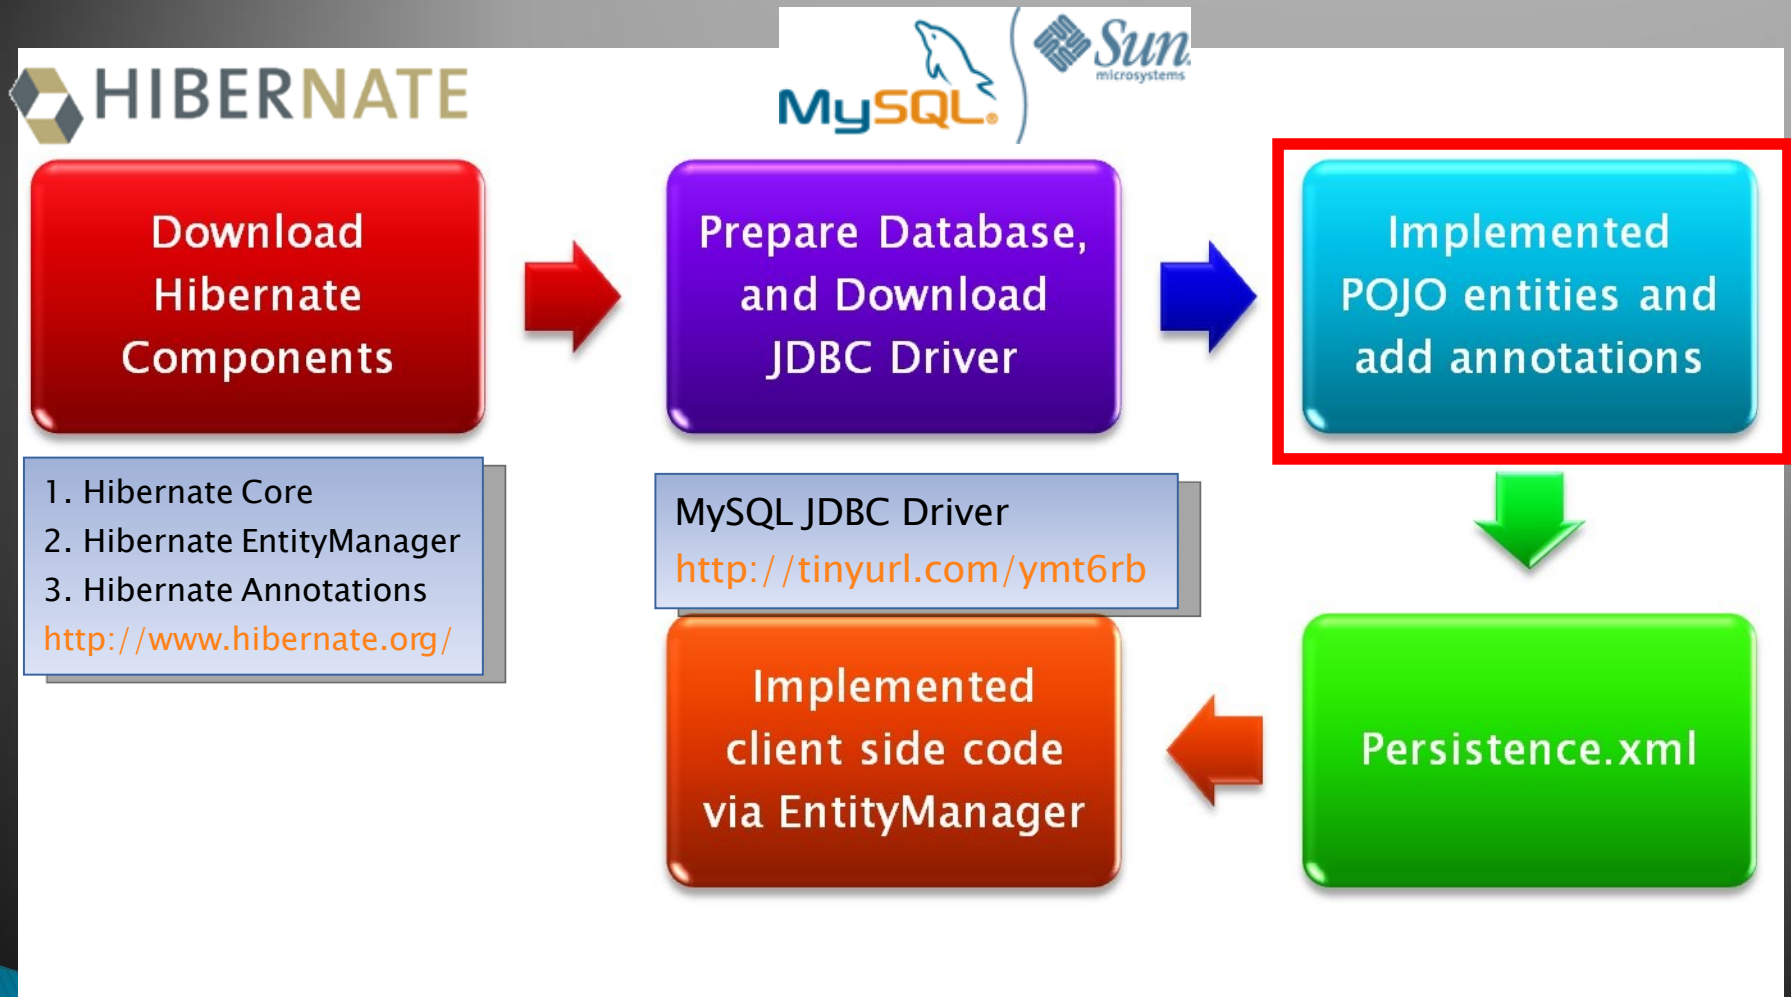 HIBERNATE
MySQL®
Sun
microsystems
Download
Hibernate
Components
Prepare Database,
and Download
JDBC Driver
Implemented
POJO entities and
add annotations
1. Hibernate Core
2. Hibernate EntityManager
3. Hibernate Annotations
http://www.hibernate.org/
MySQL JDBC Driver
http://tinyurl.com/ymt6rb
Persistence.xml
Implemented
client side code
via EntityManager